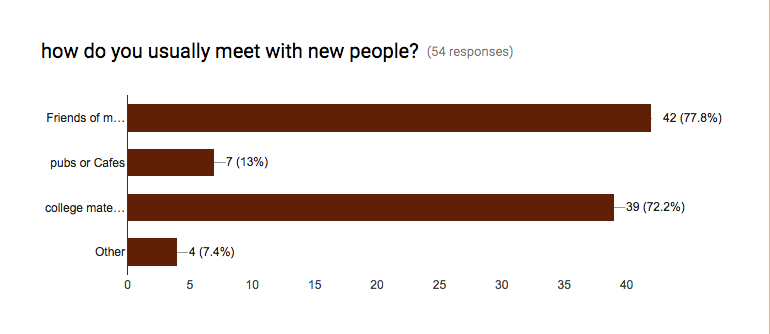 how do you usually meet with new people? (54 responses)
Friends of m… 42 (77.8%)
pubs or Cafes 7 (13%)
college mate… 39 (72.2%)
Other 4 (7.4%)
0 5 10 15 20 25 30 35 40